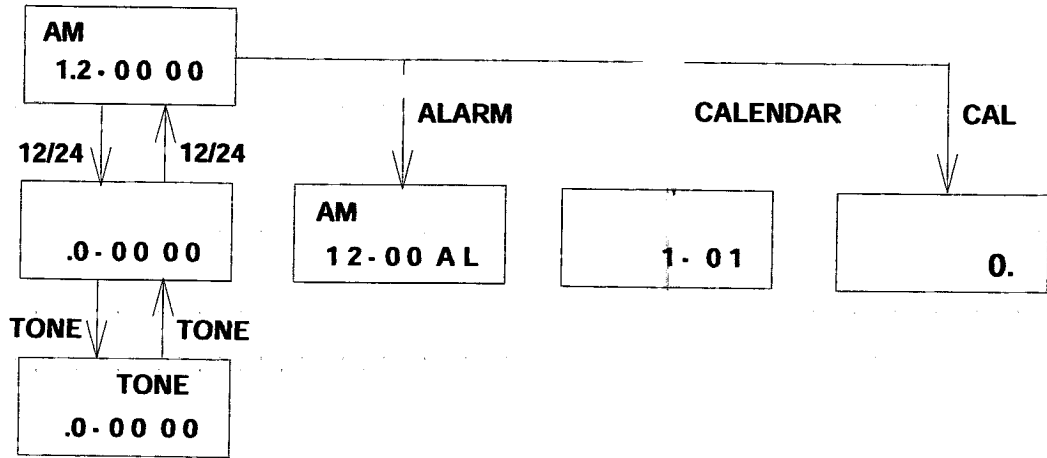 AM
1.2 - 00 00
ALARM
CALENDAR
CAL
12/24
12/24
.0 - 00 00
AM
12 - 00 A L
1 - 01
0.
TONE
TONE
TONE
.0 - 00 00